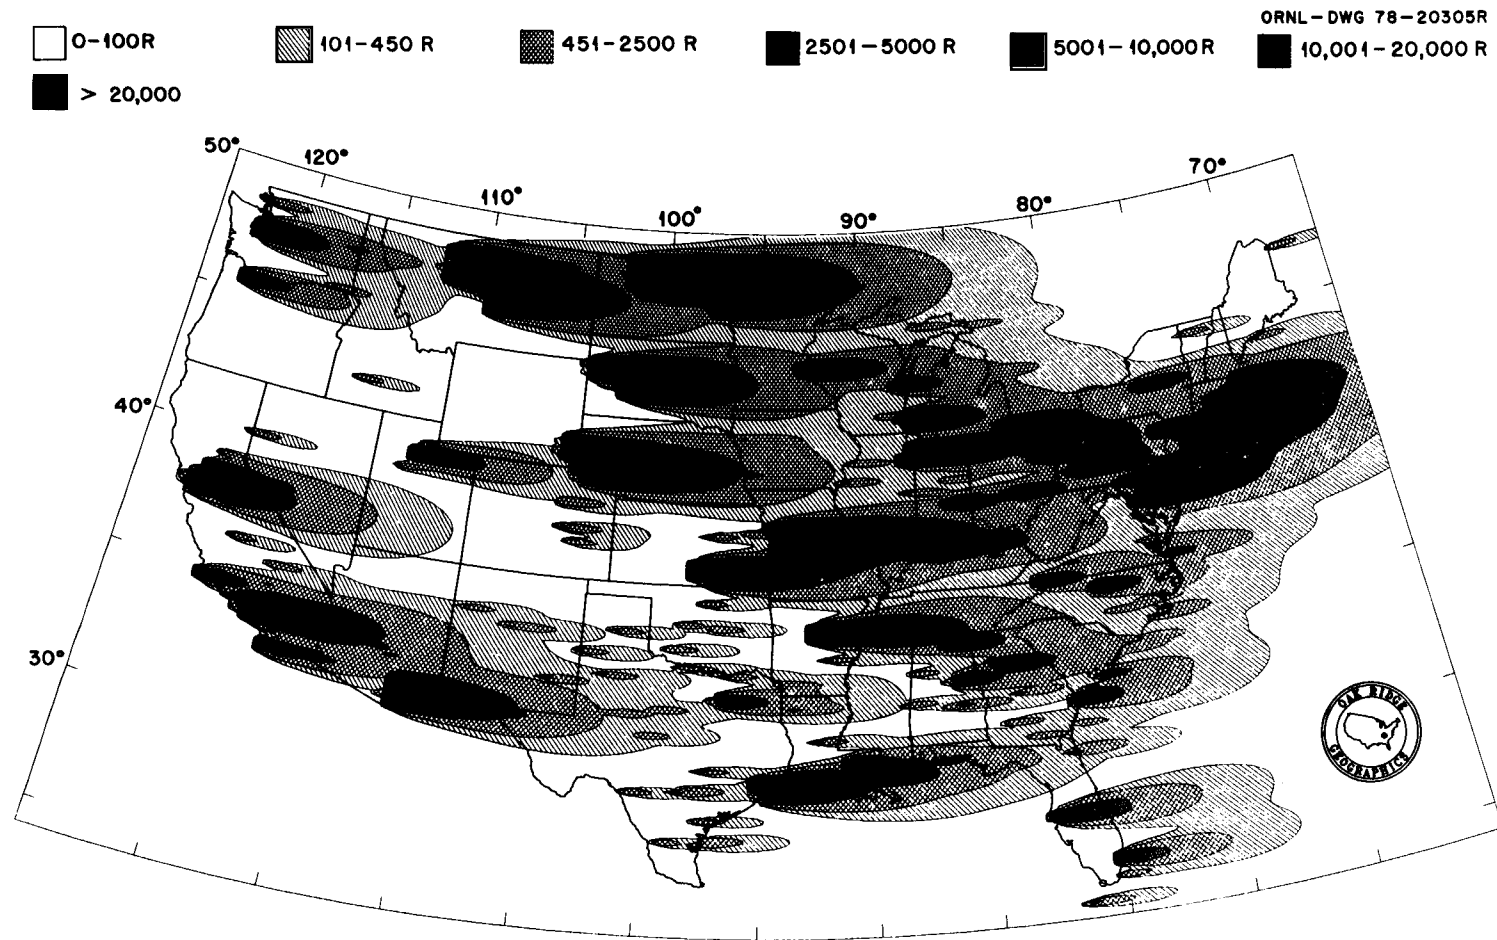 ORNL-DWG 78-20305R
0-100R
101-450 R
451-2500 R
2501-5000 R
5001-10,000 R
10,001-20,000 R
> 20,000
50°
120°
110°
100°
90°
80°
70°
40°
30°
OAK RIDGE
GEOGRAPHICS